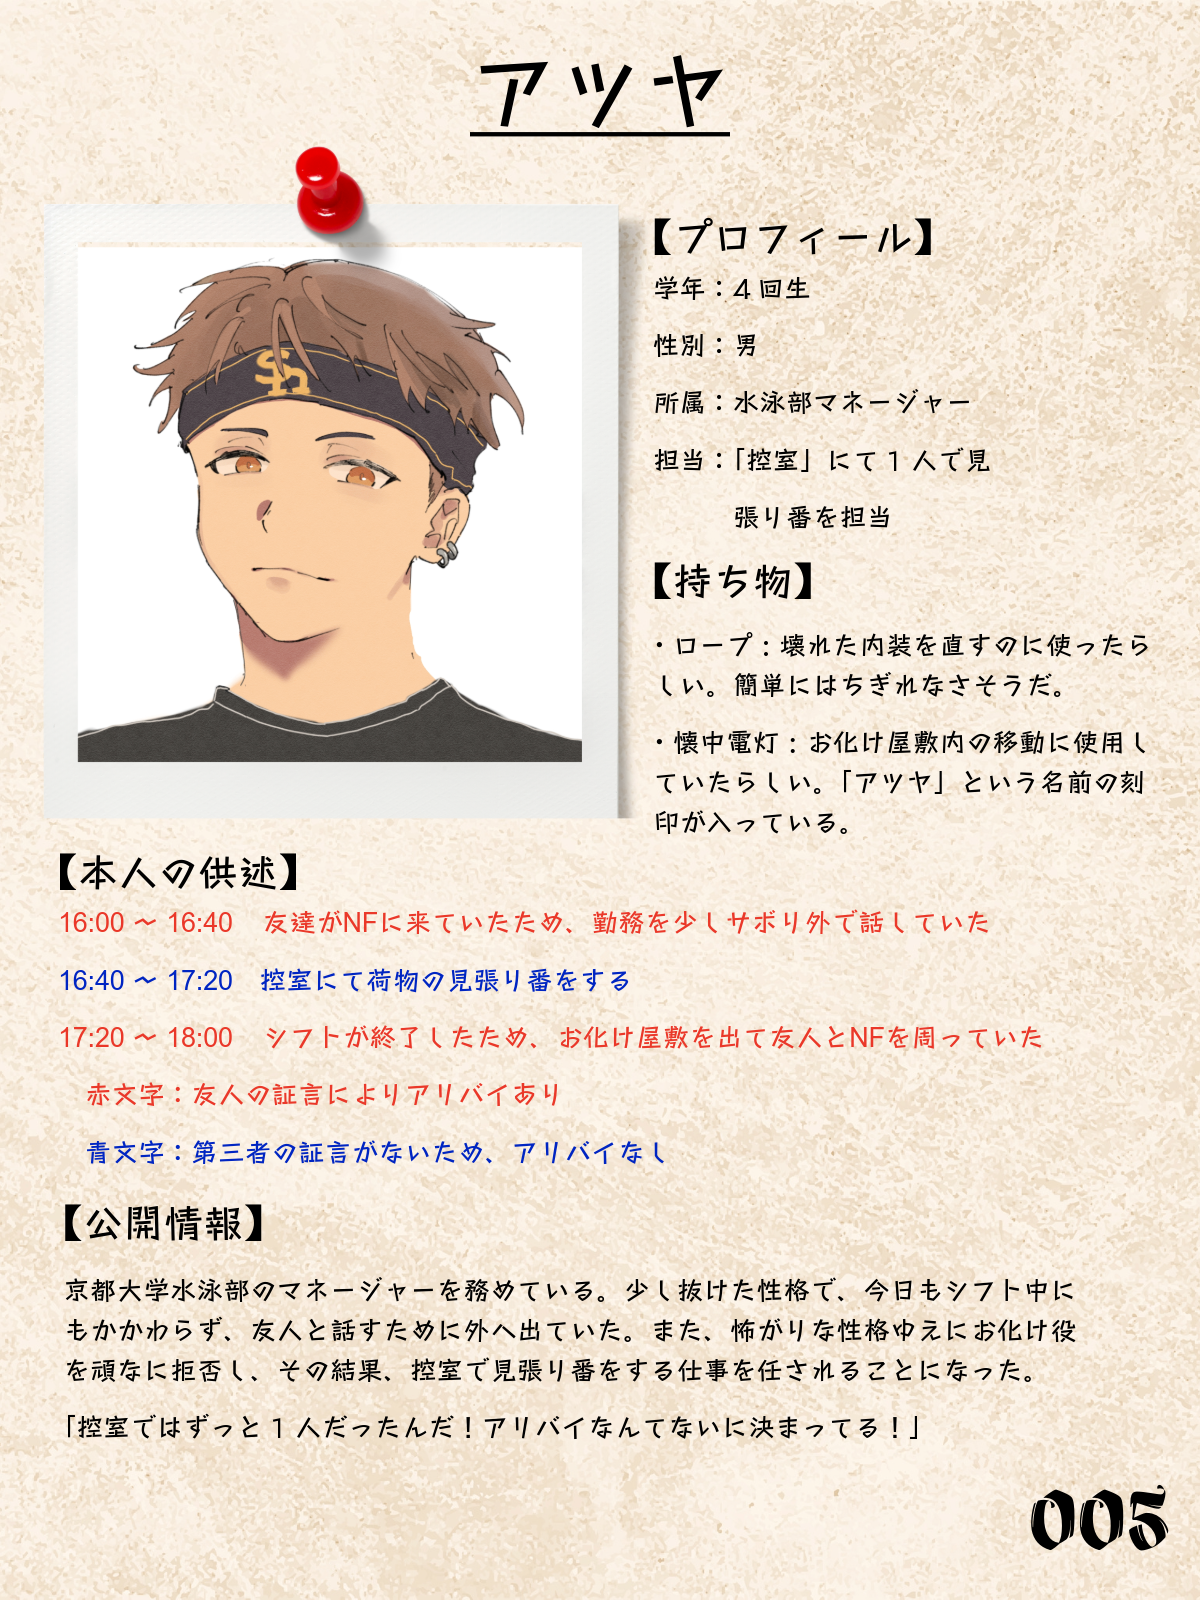 アツヤ
【プロフィール】
学年：4回生
性別：男
所属：水泳部マネージャー
担当：「控室」にて１人で見
張り番を担当
【持ち物】
・ロープ：壊れた内装を直すのに使ったら
しい。簡単にはちぎれなさそうだ。
・懐中電灯：お化け屋敷内の移動に使用し
ていたらしい。「アツヤ」という名前の刻
印が入っている。
【本人の供述】
16:00 〜 16:40　友達がNFに来ていたため、勤務を少しサボり外で話していた
16:40 〜 17:20　控室にて荷物の見張り番をする
17:20 〜 18:00　シフトが終了したため、お化け屋敷を出て友人とNFを周っていた
赤文字：友人の証言によりアリバイあり
青文字：第三者の証言がないため、アリバイなし
【公開情報】
京都大学水泳部のマネージャーを務めている。少し抜けた性格で、今日もシフト中に
もかかわらず、友人と話すために外へ出ていた。また、怖がりな性格ゆえにお化け役
を頑なに拒否し、その結果、控室で見張り番をする仕事を任されることになった。
「控室ではずっと１人だったんだ！アリバイなんてないに決まってる！」
005